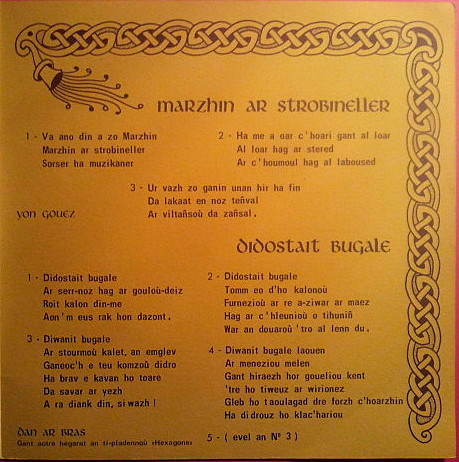 marzhin ar strobineller
1 - Va ano din a zo Marzhin
Marzhin ar strobineller
Sorser ha muzikaner
2 - Ha me a oar c'hoari gant al loar
Al loar hag ar stered
Ar c'houmoul hag al laboused
3 - Ur vazh zo ganin unan hir ha fin
Da lakaat en noz teñval
Ar viltañsoù da zañsal.
yon gouez
didostait bugale
1 - Didostait bugale
Ar serr-noz hag ar gouloù-deiz
Roit kalon din-me
Aon'm eus rak hon dazont.
2 - Didostait bugale
Tomm eo d'ho kalonoù
Furnezioù ar re a-ziwar ar maez
Hag ar c'hleunioù o tihuniñ
War an douaroù 'tro al lenn du.
3 - Diwanit bugale
Ar stourmoù kalet, an emglev
Ganeoc'h e teu komzoù didro
Ha brav e kavan ho toare
Da savar ar yezh
A ra diank din, siwazh !
4 - Diwanit bugale laouen
Ar meneziou melen
Gant hiraezh hor goueliou kent
'tre ho tiweuz ar wirionez
Gleb ho taoulagad dre forzh c'hoarzhin
Ha didrouz ho klac'hariou
5 - ( evel an Nº 3 )
dan ar bras
Gant aotre hegarat an ti-pladennoù «Hexagone»